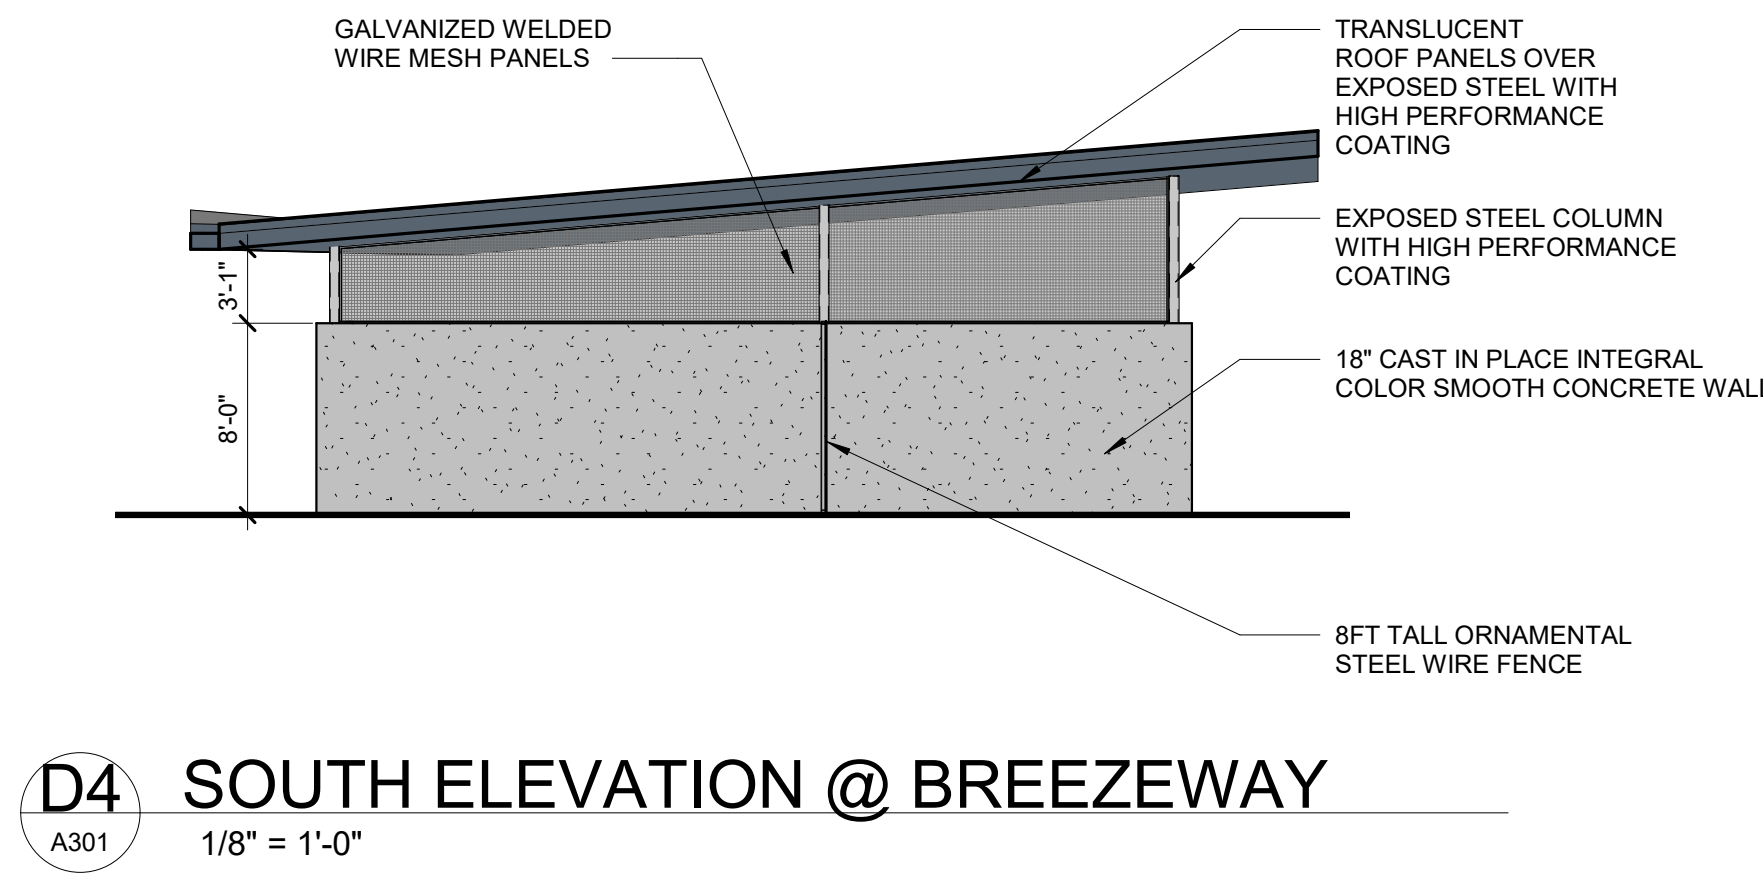 GALVANIZED WELDED
WIRE MESH PANELS
TRANSLUCENT
ROOF PANELS OVER
EXPOSED STEEL WITH
HIGH PERFORMANCE
COATING
EXPOSED STEEL COLUMN
WITH HIGH PERFORMANCE
COATING
3'-1"
18" CAST IN PLACE INTEGRAL
COLOR SMOOTH CONCRETE WALL
8'-0"
8FT TALL ORNAMENTAL
STEEL WIRE FENCE
D4
SOUTH ELEVATION @ BREEZEWAY
A301
1/8" = 1'-0"